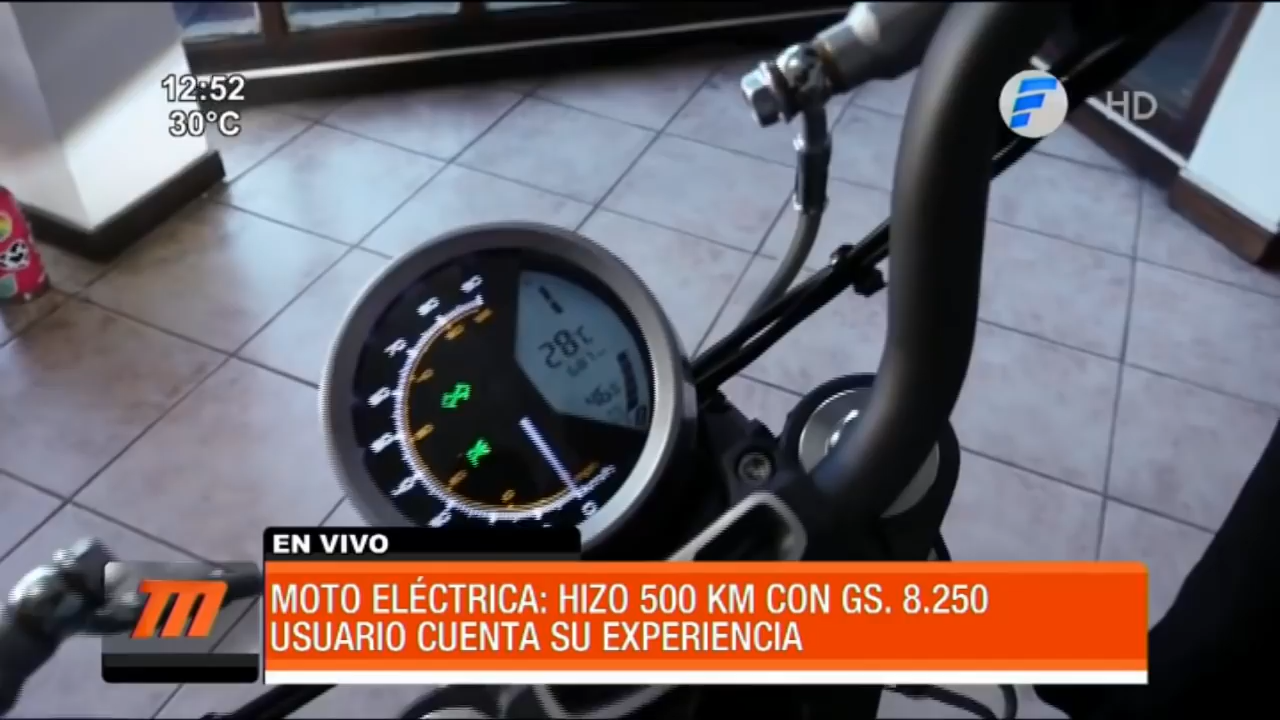 12:52
30°C
HD
28°C
EN VIVO
m
MOTO ELÉCTRICA: HIZO 500 KM CON GS. 8.250
USUARIO CUENTA SU EXPERIENCIA